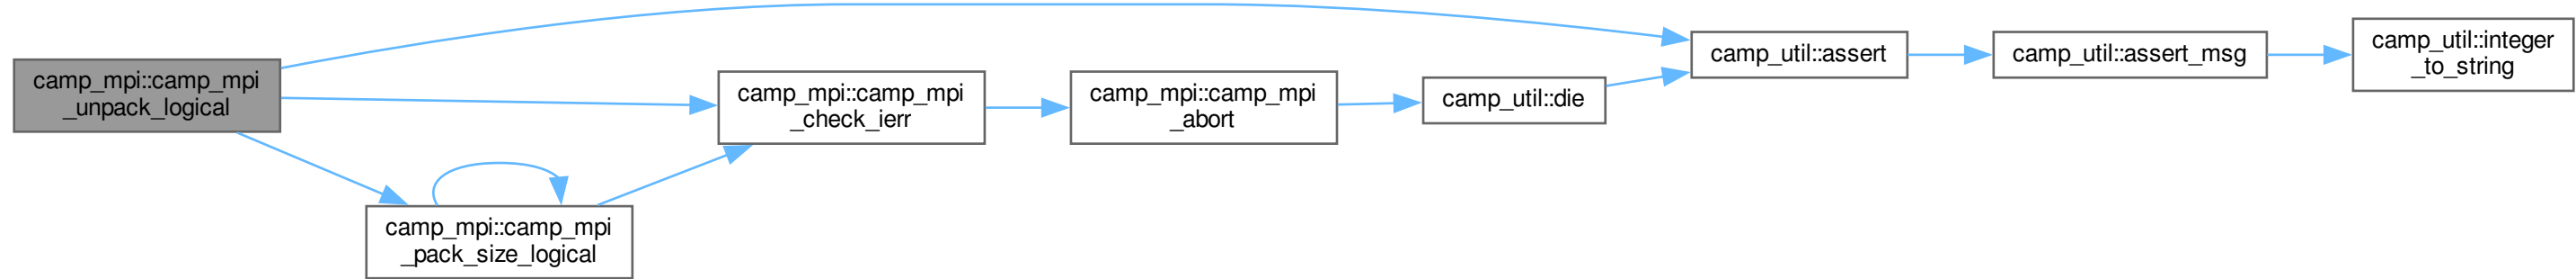 camp_mpi::camp_mpi
_unpack_logical
camp_mpi::camp_mpi
_pack_size_logical
camp_mpi::camp_mpi
_check_ierr
camp_mpi::camp_mpi
_abort
camp_util::die
camp_util::assert
camp_util::assert_msg
camp_util::integer
_to_string